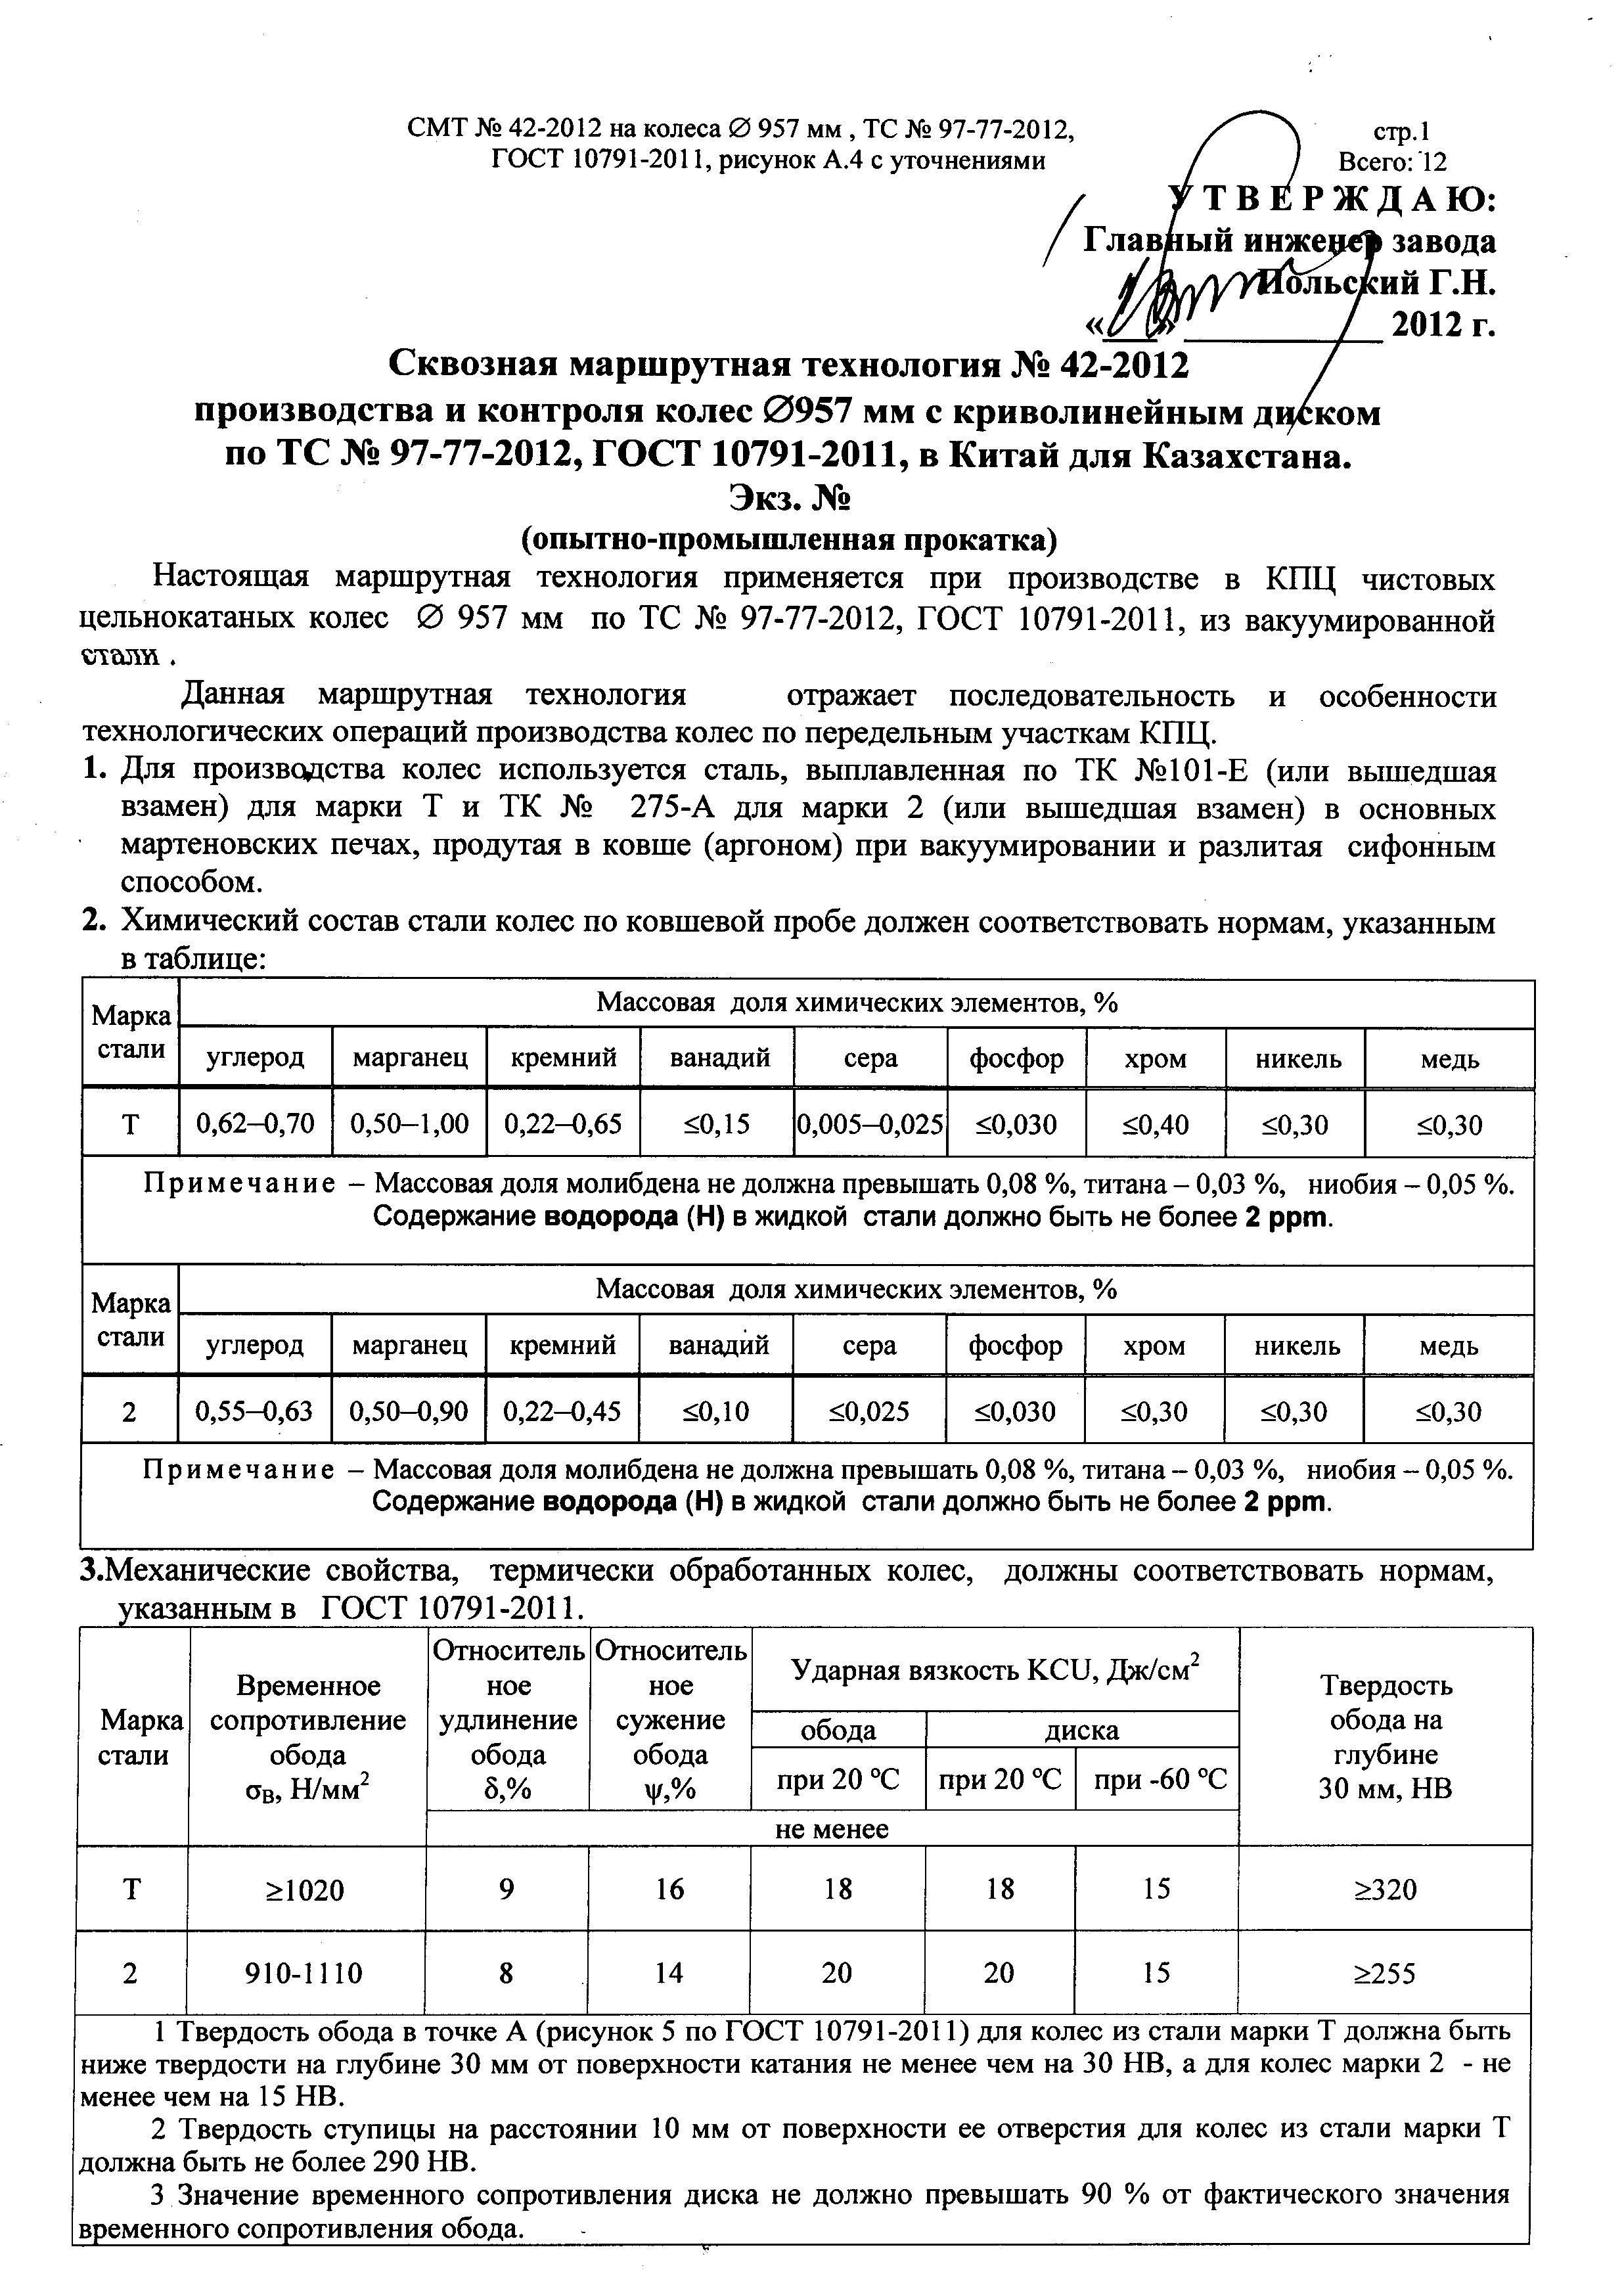 СМТ № 42-2012 на колеса Ø 957 мм , ТС № 97-77-2012,
ГОСТ 10791-2011, рисунок А.4 с уточнениями
стр.1
Всего: 12
У Т В Е Р Ж Д А Ю:
Главный инженер завода
Польский Г.Н.
«___» ____________ 2012 г.
Сквозная маршрутная технология № 42-2012
производства и контроля колес Ø957 мм с криволинейным диском
по ТС № 97-77-2012, ГОСТ 10791-2011, в Китай для Казахстана.
Экз. №
(опытно-промышленная прокатка)
Настоящая маршрутная технология применяется при производстве в КПЦ чистовых
цельнокатаных колес Ø 957 мм по ТС № 97-77-2012, ГОСТ 10791-2011, из вакуумированной
стали .
Данная маршрутная технология отражает последовательность и особенности
технологических операций производства колес по передельным участкам КПЦ.
1. Для производства колес используется сталь, выплавленная по ТК №101-Е (или вышедшая
взамен) для марки Т и ТК № 275-А для марки 2 (или вышедшая взамен) в основных
мартеновских печах, продутая в ковше (аргоном) при вакуумировании и разлитая сифонным
способом.
2. Химический состав стали колес по ковшевой пробе должен соответствовать нормам, указанным
в таблице:
Марка стали
Массовая доля химических элементов, %
углерод марганец кремний ванадий сера фосфор хром никель медь
Т 0,62–0,70 0,50–1,00 0,22–0,65 ≤0,15 0,005–0,025 ≤0,030 ≤0,40 ≤0,30 ≤0,30
Примечание – Массовая доля молибдена не должна превышать 0,08 %, титана – 0,03 %, ниобия – 0,05 %.
Содержание водорода (Н) в жидкой стали должно быть не более 2 ppm.
Марка стали
Массовая доля химических элементов, %
углерод марганец кремний ванадий сера фосфор хром никель медь
2 0,55–0,63 0,50–0,90 0,22–0,45 ≤0,10 ≤0,025 ≤0,030 ≤0,30 ≤0,30 ≤0,30
Примечание – Массовая доля молибдена не должна превышать 0,08 %, титана – 0,03 %, ниобия – 0,05 %.
Содержание водорода (Н) в жидкой стали должно быть не более 2 ppm.
3.Механические свойства, термически обработанных колес, должны соответствовать нормам,
указанным в ГОСТ 10791-2011.
Марка стали
Временное сопротивление обода σв, Н/мм²
Относитель ное удлинение обода δ,%
Относитель ное сужение обода ψ,%
Ударная вязкость KCU, Дж/см²
обода диска
при 20 °С при 20 °С при -60 °С
не менее
Твердость обода на глубине 30 мм, НВ
Т ≥1020 9 16 18 18 15 ≥320
2 910-1110 8 14 20 20 15 ≥255
1 Твердость обода в точке А (рисунок 5 по ГОСТ 10791-2011) для колес из стали марки Т должна быть
ниже твердости на глубине 30 мм от поверхности катания не менее чем на 30 НВ, а для колес марки 2 - не
менее чем на 15 НВ.
2 Твердость ступицы на расстоянии 10 мм от поверхности ее отверстия для колес из стали марки Т
должна быть не более 290 НВ.
3 Значение временного сопротивления диска не должно превышать 90 % от фактического значения
временного сопротивления обода.